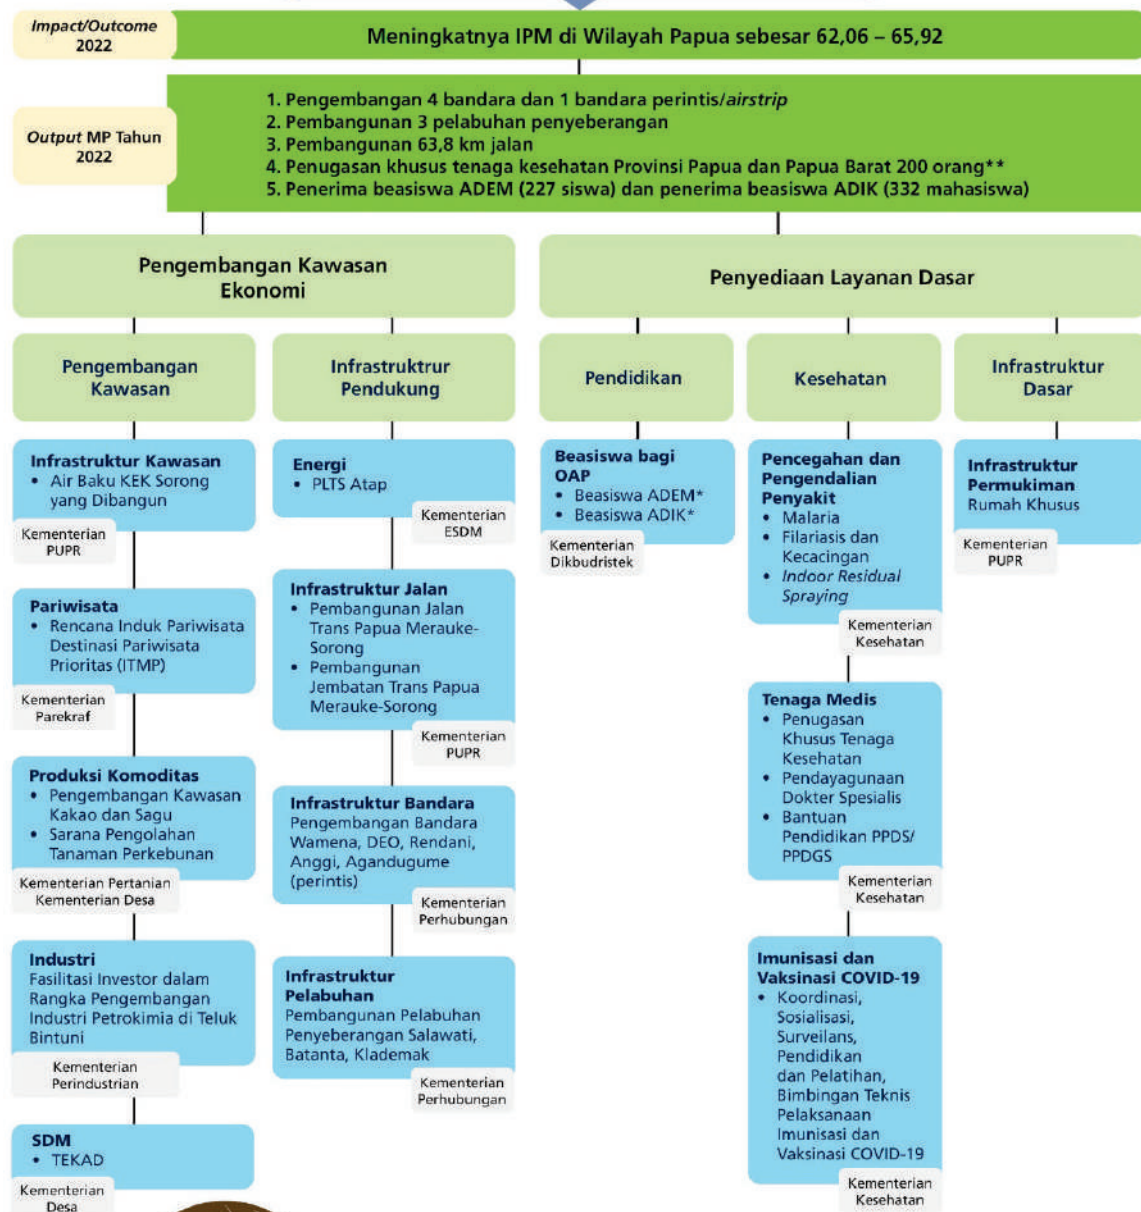 Impact/Outcome
2022
Meningkatnya IPM di Wilayah Papua sebesar 62,06 – 65,92
Output MP Tahun
2022
1. Pengembangan 4 bandara dan 1 bandara perintis/airstrip
2. Pembangunan 3 pelabuhan penyeberangan
3. Pembangunan 63,8 km jalan
4. Penugasan khusus tenaga kesehatan Provinsi Papua dan Papua Barat 200 orang**
5. Penerima beasiswa ADEM (227 siswa) dan penerima beasiswa ADIK (332 mahasiswa)
Pengembangan Kawasan
Ekonomi
Penyediaan Layanan Dasar
Pengembangan
Kawasan
Infrastruktrur
Pendukung
Pendidikan
Kesehatan
Infrastruktur
Dasar
Infrastruktur Kawasan
• Air Baku KEK Sorong
yang Dibangun
Kementerian
PUPR
Pariwisata
• Rencana Induk Pariwisata
Destinasi Pariwisata
Prioritas (ITMP)
Kementerian
Parekraf
Produksi Komoditas
• Pengembangan Kawasan
Kakao dan Sagu
• Sarana Pengolahan
Tanaman Perkebunan
Kementerian Pertanian
Kementerian Desa
Industri
Fasilitasi Investor dalam
Rangka Pengembangan
Industri Petrokimia di Teluk
Bintuni
Kementerian
Perindustrian
SDM
• TEKAD
Kementerian
Desa
Energi
• PLTS Atap
Kementerian
ESDM
Infrastruktur Jalan
• Pembangunan Jalan
Trans Papua Merauke-
Sorong
• Pembangunan
Jembatan Trans Papua
Merauke-Sorong
Kementerian
PUPR
Infrastruktur Bandara
Pengembangan Bandara
Wamena, DEO, Rendani,
Anggi, Agandugume
(perintis)
Kementerian
Perhubungan
Infrastruktur
Pelabuhan
Pembangunan Pelabuhan
Penyeberangan Salawati,
Batanta, Klademak
Kementerian
Perhubungan
Beasiswa bagi
OAP
• Beasiswa ADEM*
• Beasiswa ADIK*
Kementerian
Dikbudristek
Pencegahan dan
Pengendalian
Penyakit
• Malaria
• Filariasis dan
Kecacingan
• Indoor Residual
Spraying
Kementerian
Kesehatan
Tenaga Medis
• Penugasan
Khusus Tenaga
Kesehatan
• Pendayagunaan
Dokter Spesialis
• Bantuan
Pendidikan PPDS/
PPDGS
Kementerian
Kesehatan
Imunisasi dan
Vaksinasi COVID-19
• Koordinasi,
Sosialisasi,
Surveilans,
Pendidikan
dan Pelatihan,
Bimbingan Teknis
Pelaksanaan
Imunisasi dan
Vaksinasi COVID-19
Kementerian
Kesehatan
Infrastruktur
Permukiman
Rumah Khusus
Kementerian
PUPR